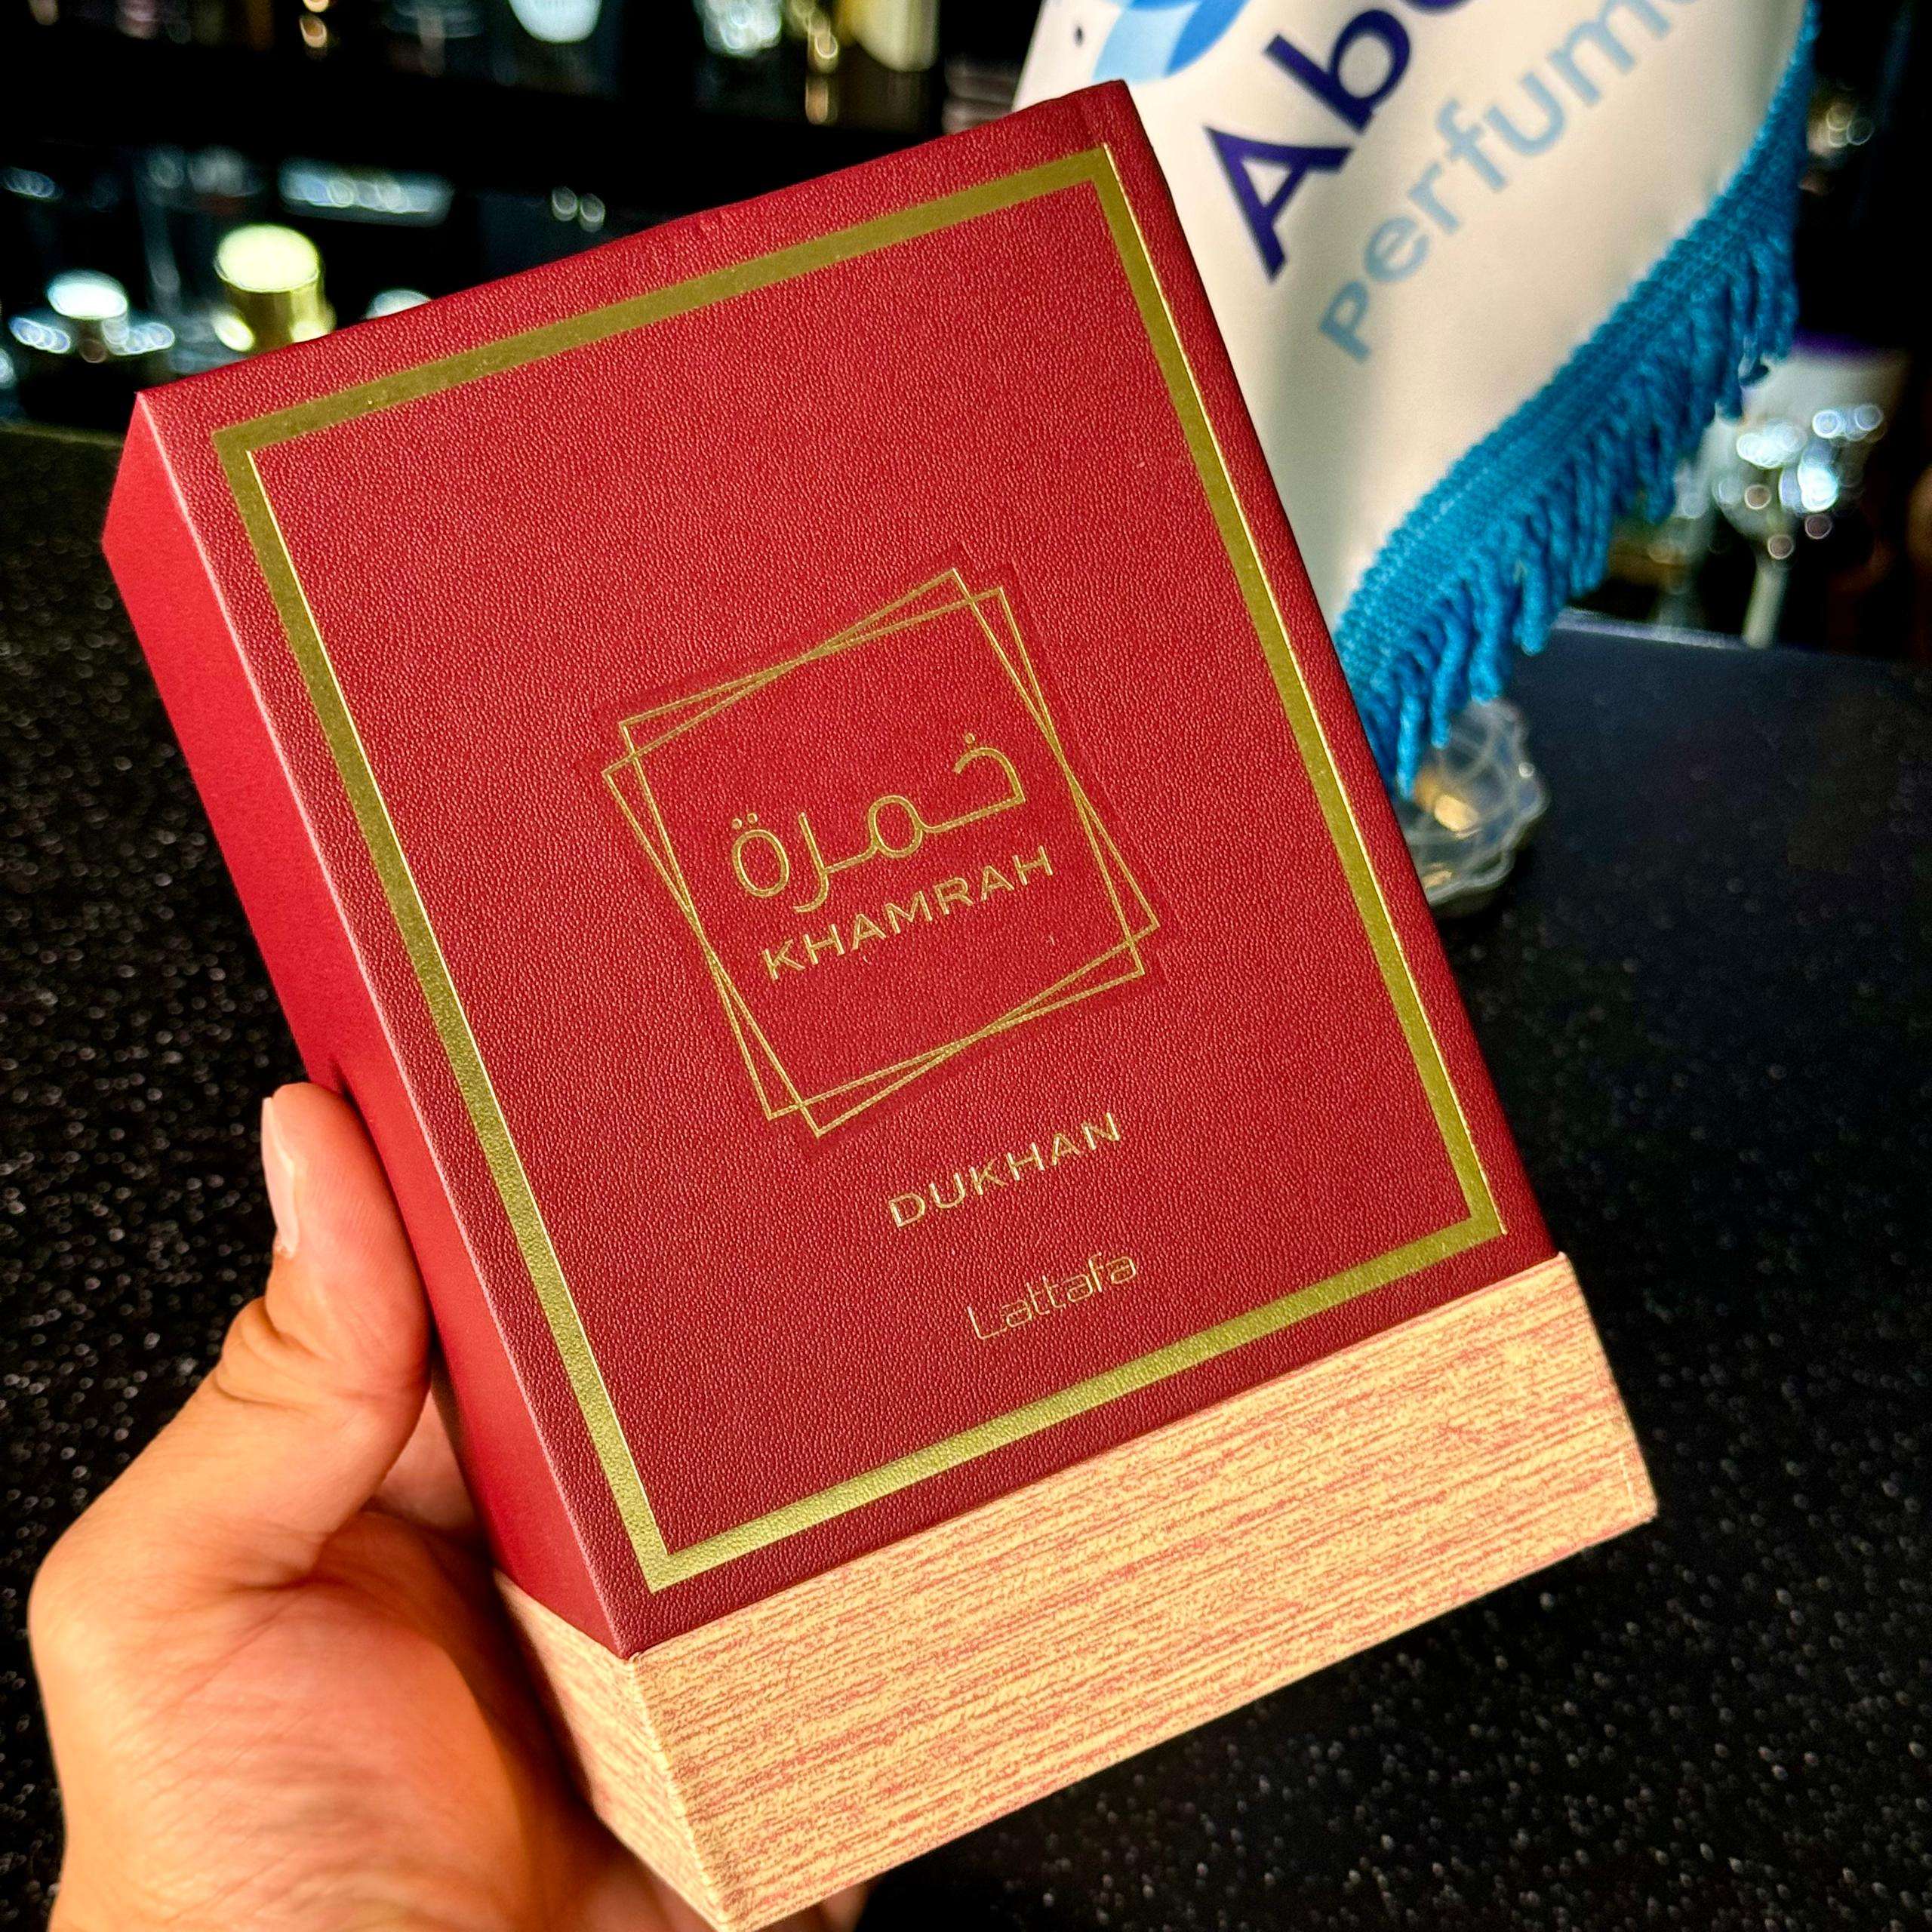 خمرة
KHAMRAH
DUKHAN
Lattafa